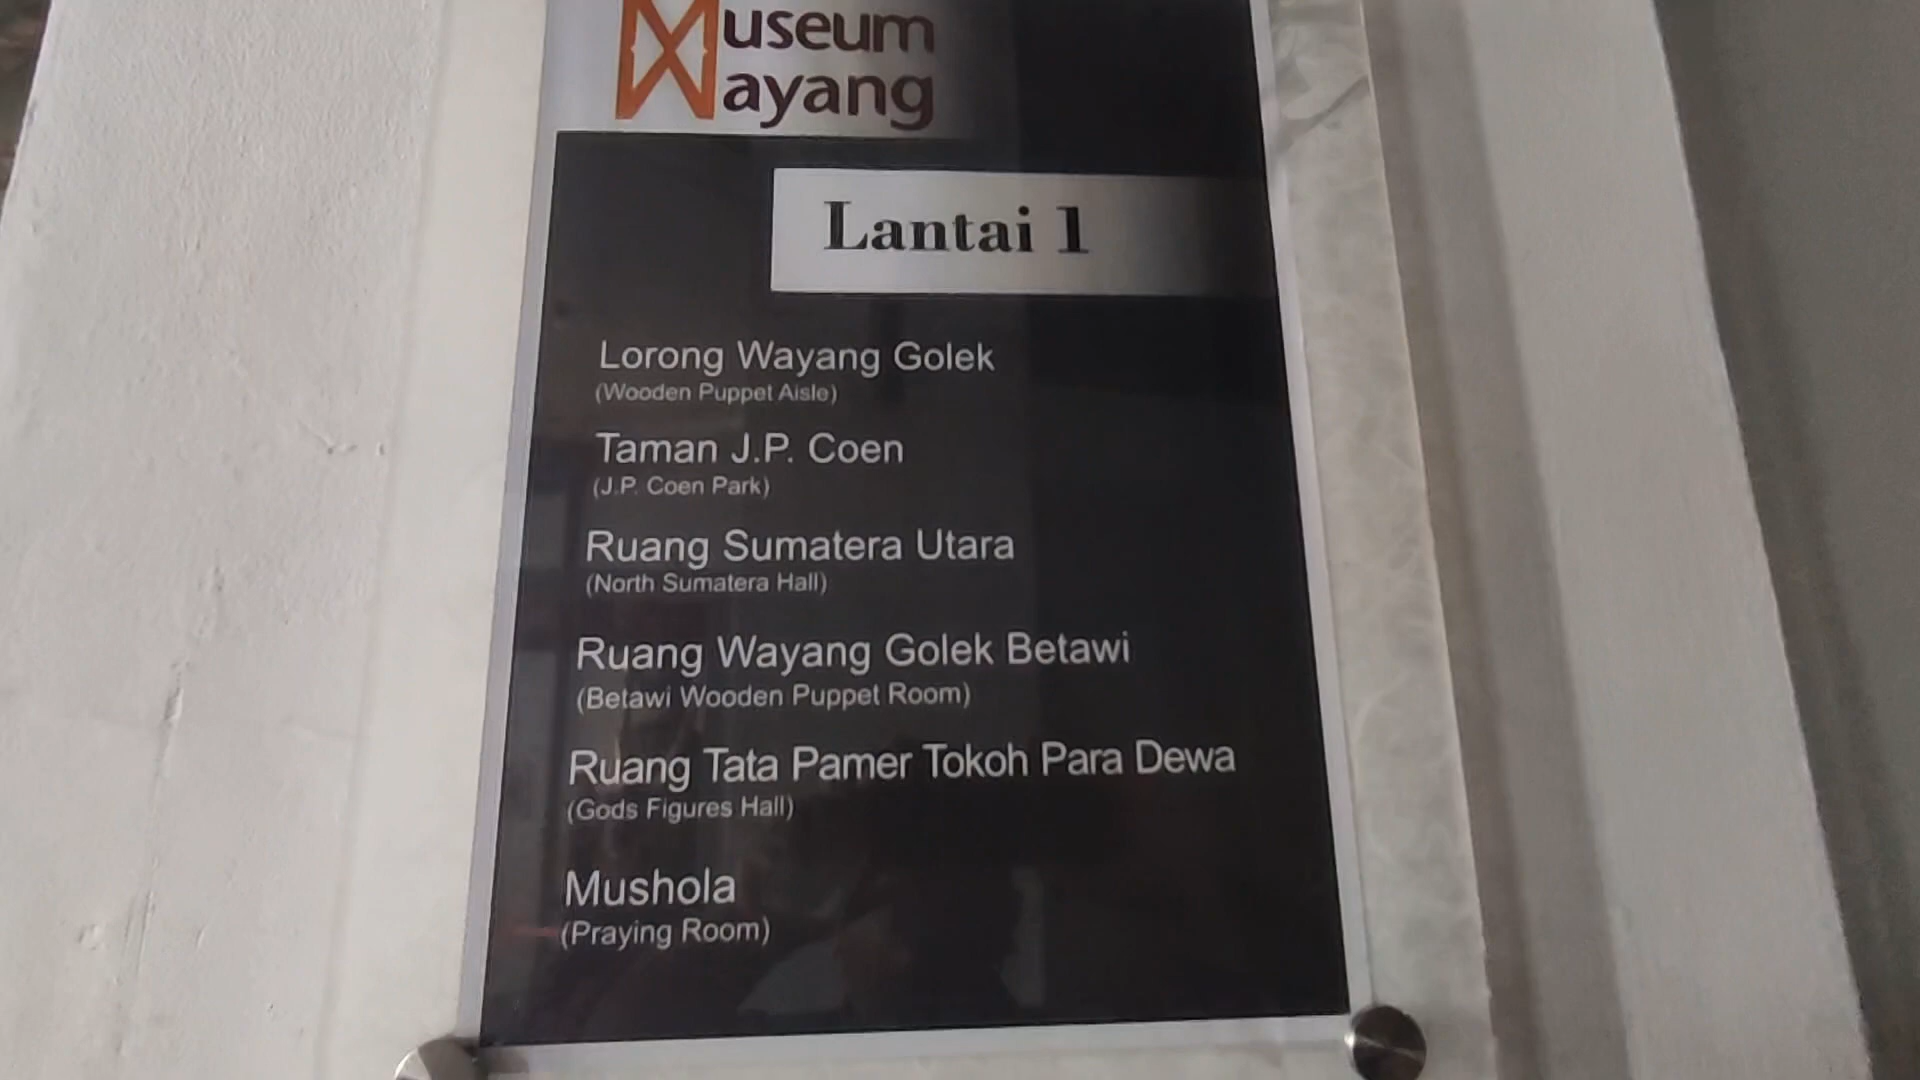 Museum
Wayang
Lantai 1
Lorong Wayang Golek
(Wooden Puppet Aisle)
Taman J.P. Coen
(J.P. Coen Park)
Ruang Sumatera Utara
(North Sumatera Hall)
Ruang Wayang Golek Betawi
(Betawi Wooden Puppet Room)
Ruang Tata Pamer Tokoh Para Dewa
(Gods Figures Hall)
Mushola
(Praying Room)